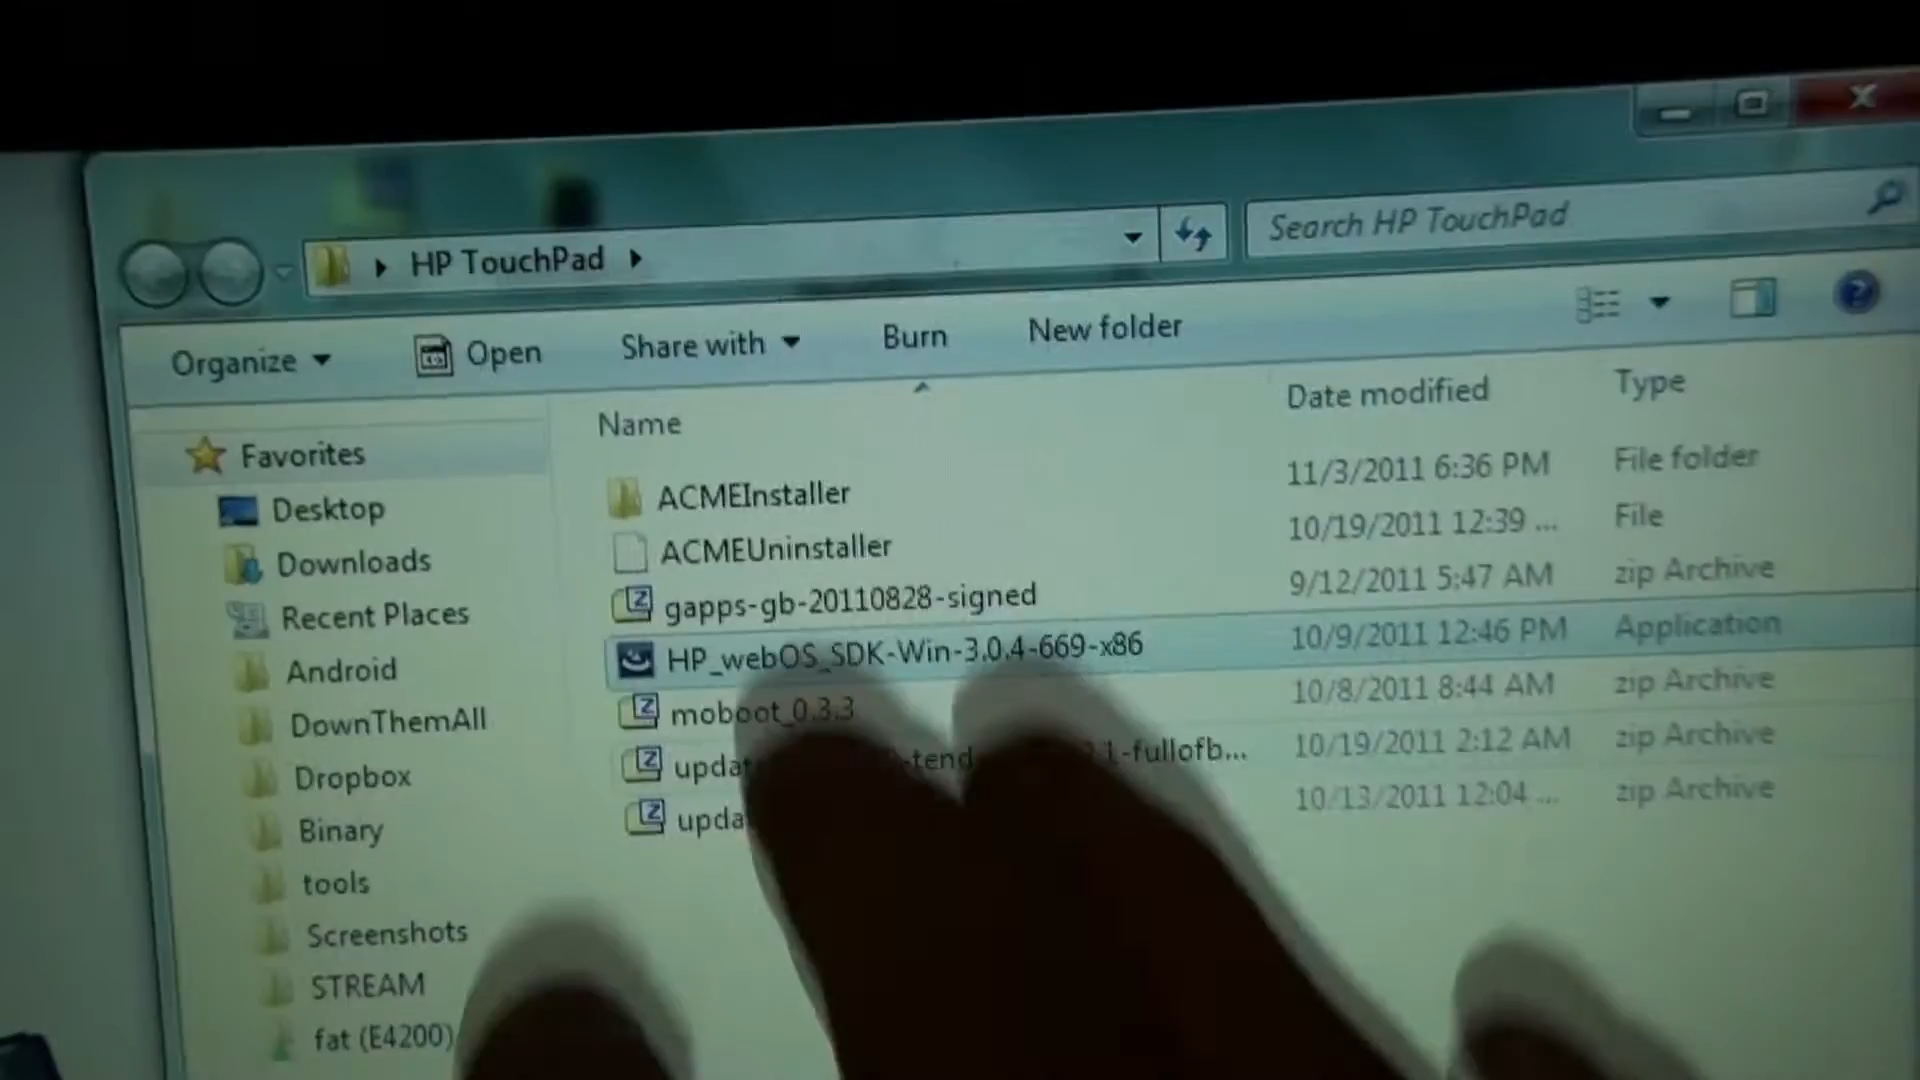 HP TouchPad
Search HP TouchPad
Organize Open Share with Burn New folder
Name Date modified Type
Favorites
Desktop
Downloads
Recent Places
Android
DownThemAll
Dropbox
Binary
tools
Screenshots
STREAM
fat (E4200)
ACMEInstaller 11/3/2011 6:36 PM File folder
ACMEUninstaller 10/19/2011 12:39 ... File
gapps-gb-20110828-signed 9/12/2011 5:47 AM zip Archive
HP_webOS_SDK-Win-3.0.4-669-x86 10/9/2011 12:46 PM Application
moboot_0.3.3 10/8/2011 8:44 AM zip Archive
10/19/2011 2:12 AM zip Archive
10/13/2011 12:04 ... zip Archive